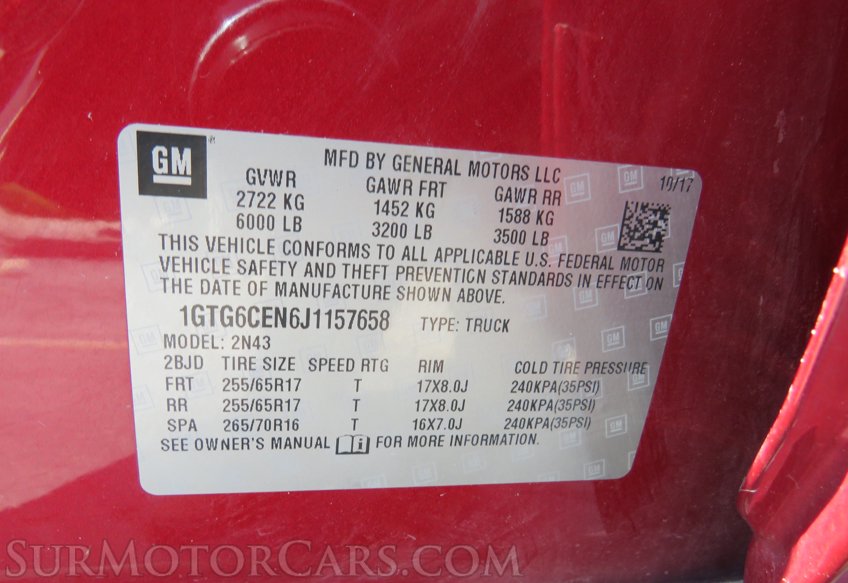 GM
MFD BY GENERAL MOTORS LLC
10/17
GVWR GAWR FRT GAWR RR
2722 KG 1452 KG 1588 KG
6000 LB 3200 LB 3500 LB
THIS VEHICLE CONFORMS TO ALL APPLICABLE U.S. FEDERAL MOTOR
VEHICLE SAFETY AND THEFT PREVENTION STANDARDS IN EFFECT ON
THE DATE OF MANUFACTURE SHOWN ABOVE.
1GTG6CEN6J1157658 TYPE: TRUCK
MODEL: 2N43
2BJD TIRE SIZE SPEED RTG RIM COLD TIRE PRESSURE
FRT 255/65R17 T 17X8.0J 240KPA(35PSI)
RR 255/65R17 T 17X8.0J 240KPA(35PSI)
SPA 265/70R16 T 16X7.0J 240KPA(35PSI)
SEE OWNER'S MANUAL FOR MORE INFORMATION.
SURMOTORCARS.COM